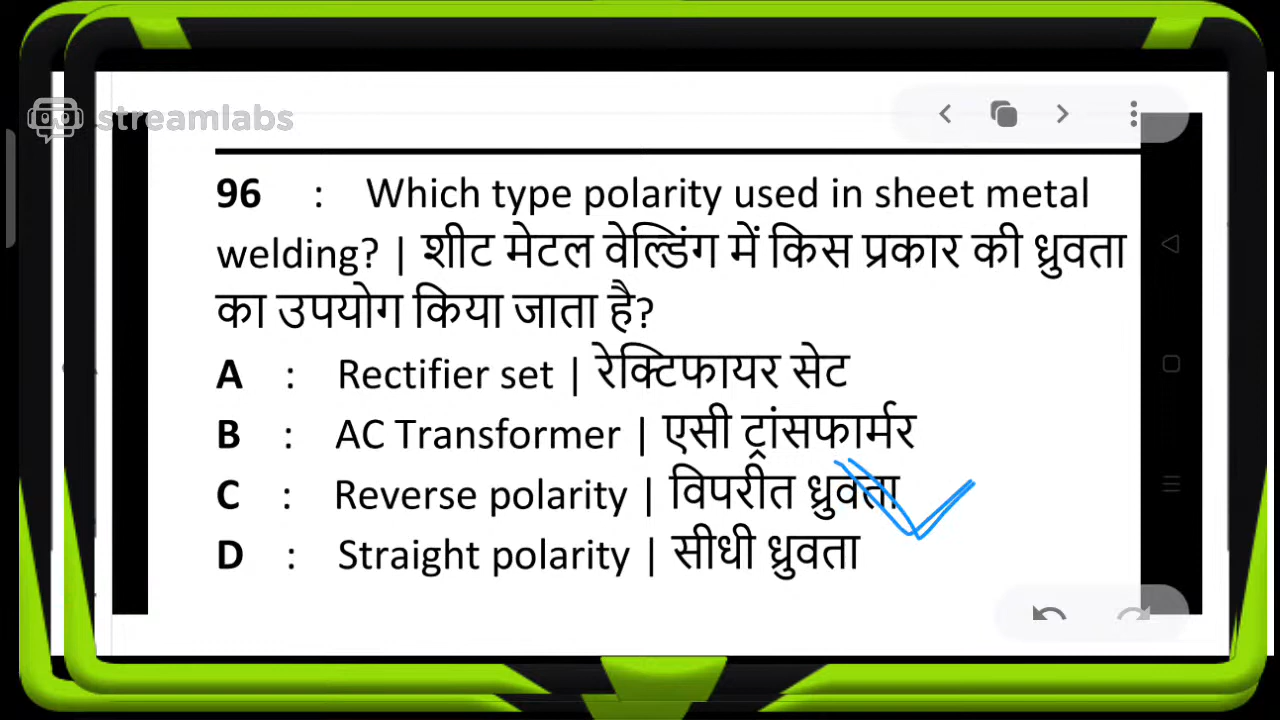 streamlabs
96 : Which type polarity used in sheet metal
welding? | शीट मेटल वेल्डिंग में किस प्रकार की ध्रुवता
का उपयोग किया जाता है?
A : Rectifier set | रेक्टिफायर सेट
B : AC Transformer | एसी ट्रांसफार्मर
C : Reverse polarity | विपरीत ध्रुवता
D : Straight polarity | सीधी ध्रुवता